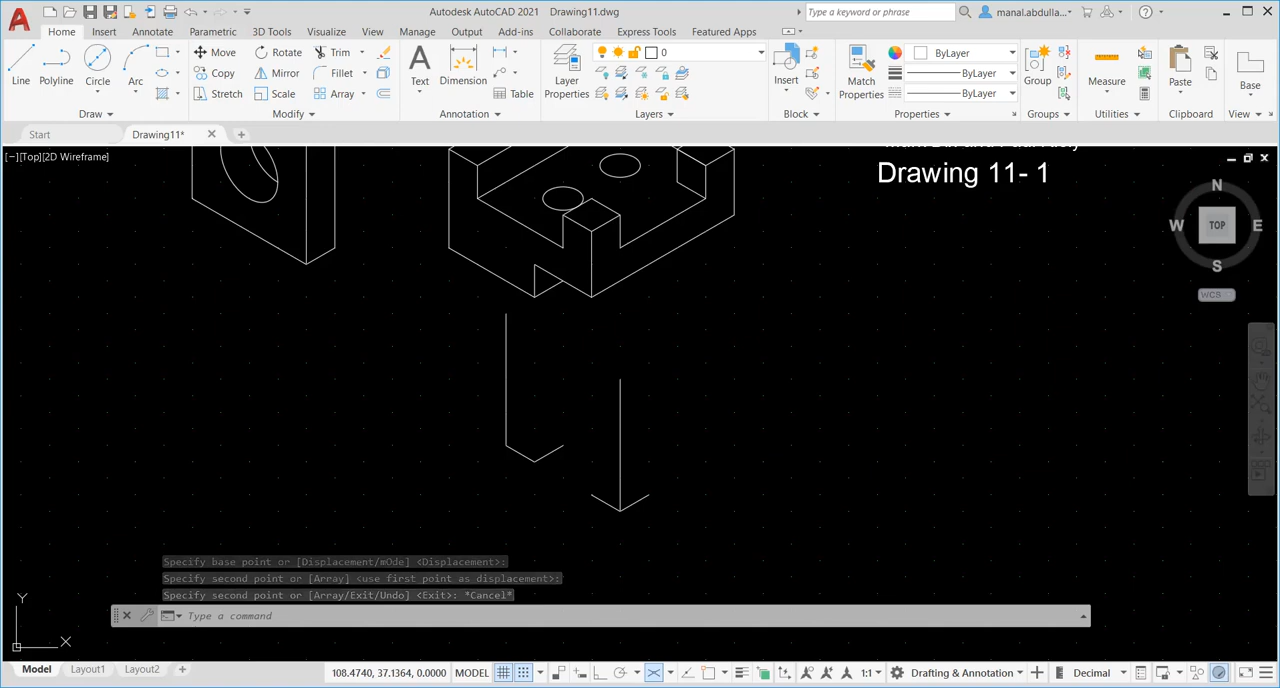 Autodesk AutoCAD 2021 Drawing11.dwg
Type a keyword or phrase
manal.abdulla...
Home Insert Annotate Parametric 3D Tools Visualize View Manage Output Add-ins Collaborate Express Tools Featured Apps
Line Polyline Circle Arc
Move Rotate Trim
Copy Mirror Fillet
Stretch Scale Array
Text Dimension Table
Layer Properties
0
Insert
Match Properties
ByLayer
ByLayer
ByLayer
Group Measure Paste Base
Draw Modify Annotation Layers Block Properties Groups Utilities Clipboard View
Start Drawing11*
[−][Top][2D Wireframe]
Drawing 11- 1
N
W TOP E
S
WCS
Specify base point or [Displacement/mOde] <Displacement>:
Specify second point or [Array] <use first point as displacement>:
Specify second point or [Array/Exit/Undo] <Exit>: *Cancel*
Type a command
Y
X
Model Layout1 Layout2
108.4740, 37.1364, 0.0000 MODEL 1:1 Drafting & Annotation Decimal